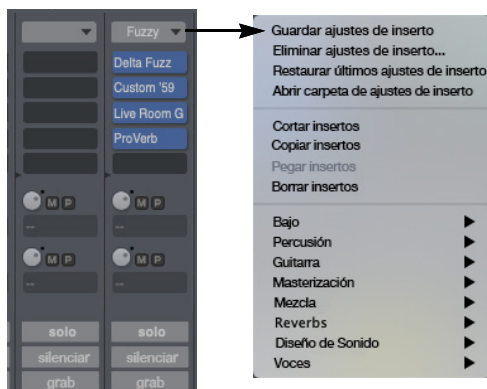 Fuzzy
Delta Fuzz
Custom '59
Live Room G
ProVerb
M P M P
-- --
M P M P
-- --
solo solo
silenciar silenciar
grab grab
Guardar ajustes de inserto
Eliminar ajustes de inserto...
Restaurar últimos ajustes de inserto
Abrir carpeta de ajustes de inserto
Cortar insertos
Copiar insertos
Pegar insertos
Borrar insertos
Bajo
Percusión
Guitarra
Masterización
Mezcla
Reverbs
Diseño de Sonido
Voces